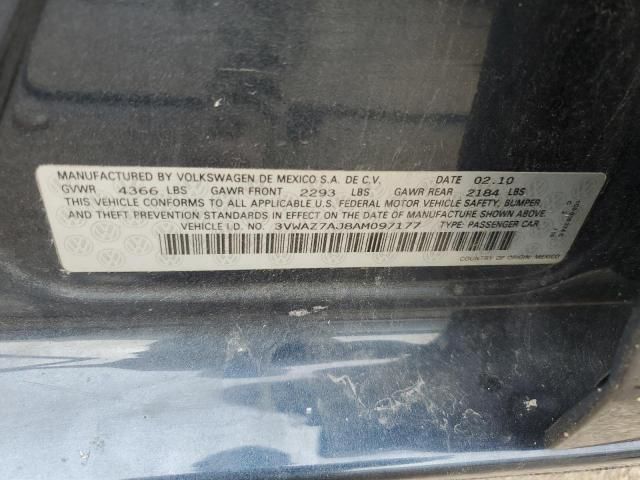 MANUFACTURED BY VOLKSWAGEN DE MEXICO S.A. DE C.V. DATE 02.10
GVWR 4366 LBS GAWR FRONT 2293 LBS GAWR REAR 2184 LBS
THIS VEHICLE CONFORMS TO ALL APPLICABLE U.S. FEDERAL MOTOR VEHICLE SAFETY, BUMPER,
AND THEFT PREVENTION STANDARDS IN EFFECT ON THE DATE OF MANUFACTURE SHOWN ABOVE.
VEHICLE I.D. NO. 3VWAZ7AJ8AM097177 TYPE: PASSENGER CAR
COUNTRY OF ORIGIN: MEXICO